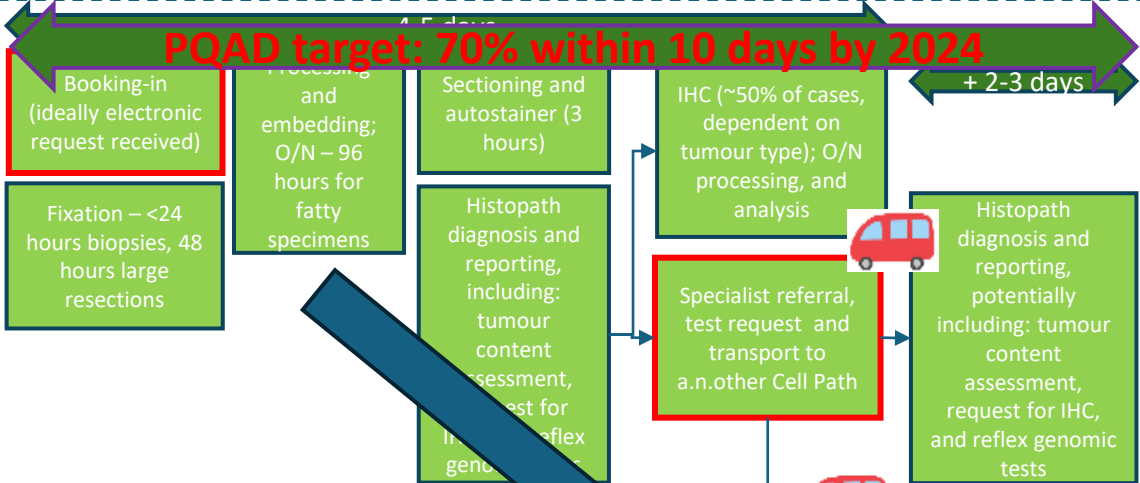 4-5 days
PQAD target: 70% within 10 days by 2024
+ 2-3 days
Booking-in
(ideally electronic
request received)
Fixation – <24
hours biopsies, 48
hours large
resections
Processing
and
embedding;
O/N – 96
hours for
fatty
specimens
Sectioning and
autostainer (3
hours)
Histopath
diagnosis and
reporting,
including:
tumour
content
assessment,
IHC (~50% of cases,
dependent on
tumour type); O/N
processing, and
analysis
Specialist referral,
test request and
transport to
a.n.other Cell Path
Histopath
diagnosis and
reporting,
potentially
including: tumour
content
assessment,
request for IHC,
and reflex genomic
tests